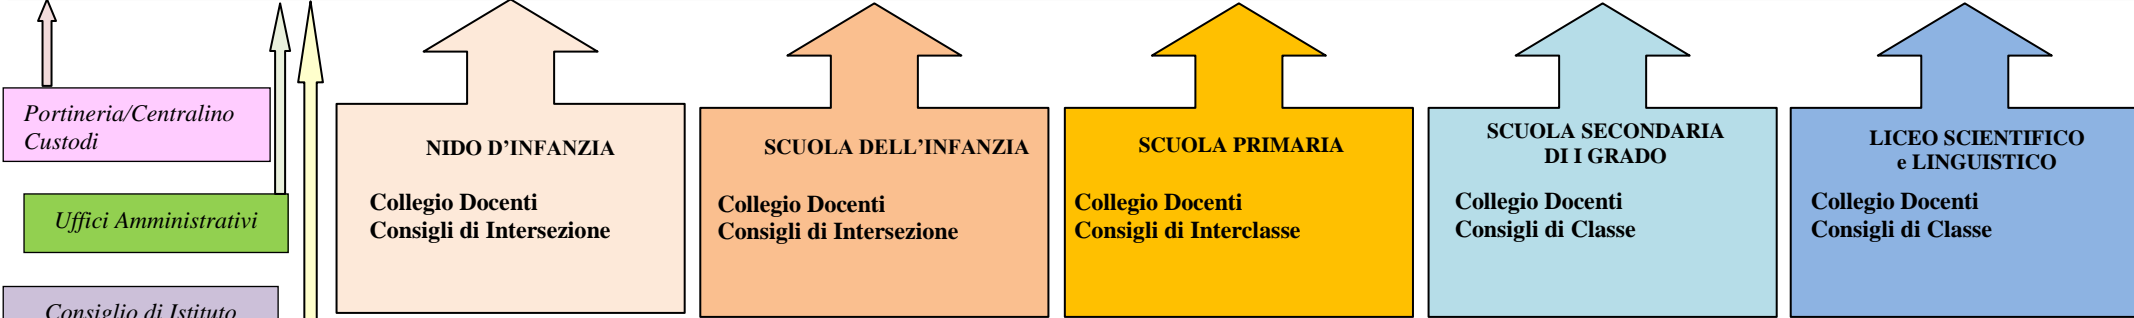 Portineria/Centralino
Custodi
Uffici Amministrativi
Consiglio di Istituto
NIDO D'INFANZIA
Collegio Docenti
Consigli di Intersezione
SCUOLA DELL'INFANZIA
Collegio Docenti
Consigli di Intersezione
SCUOLA PRIMARIA
Collegio Docenti
Consigli di Interclasse
SCUOLA SECONDARIA
DI I GRADO
Collegio Docenti
Consigli di Classe
LICEO SCIENTIFICO
e LINGUISTICO
Collegio Docenti
Consigli di Classe